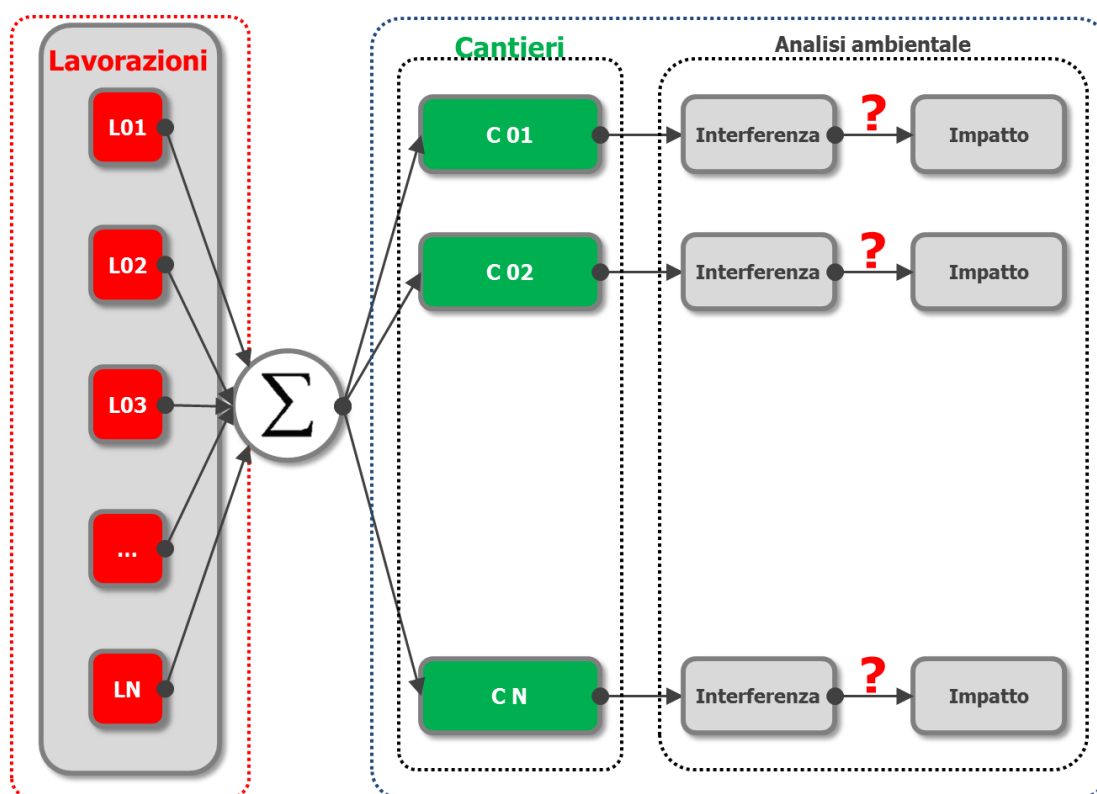 Lavorazioni
L01
L02
L03
...
LN
Σ
Cantieri
C 01
C 02
C N
Analisi ambientale
Interferenza
?
Impatto
Interferenza
?
Impatto
Interferenza
?
Impatto